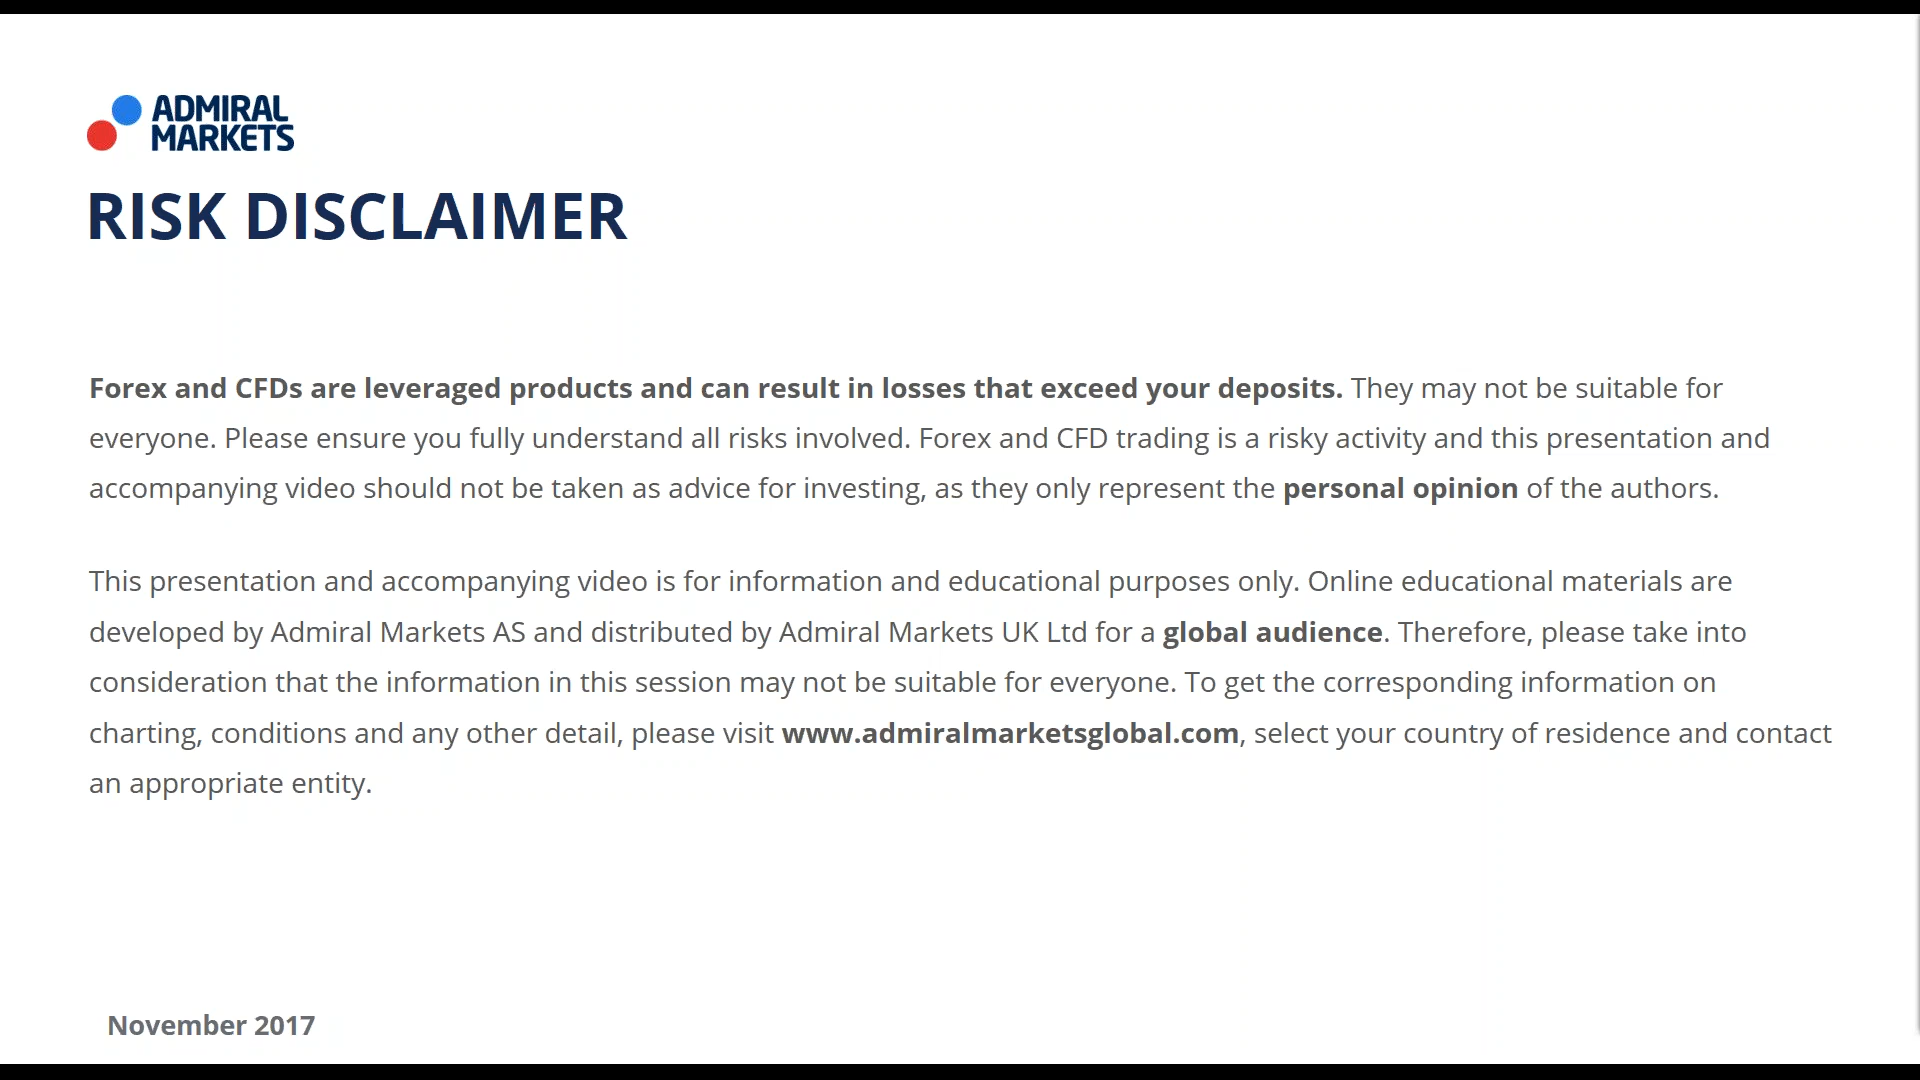 ADMIRAL
MARKETS
RISK DISCLAIMER
Forex and CFDs are leveraged products and can result in losses that exceed your deposits. They may not be suitable for
everyone. Please ensure you fully understand all risks involved. Forex and CFD trading is a risky activity and this presentation and
accompanying video should not be taken as advice for investing, as they only represent the personal opinion of the authors.
This presentation and accompanying video is for information and educational purposes only. Online educational materials are
developed by Admiral Markets AS and distributed by Admiral Markets UK Ltd for a global audience. Therefore, please take into
consideration that the information in this session may not be suitable for everyone. To get the corresponding information on
charting, conditions and any other detail, please visit www.admiralmarketsglobal.com, select your country of residence and contact
an appropriate entity.
November 2017